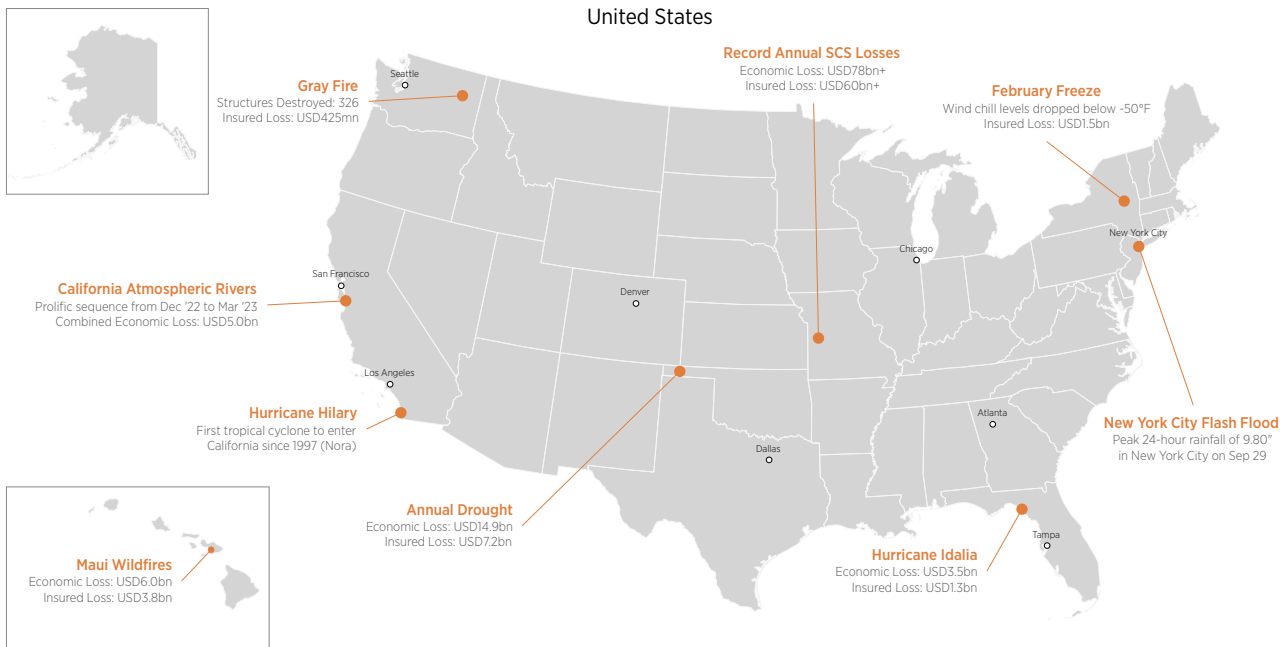 United States
Record Annual SCS Losses
Economic Loss: USD78bn+
Insured Loss: USD60bn+
Seattle
Gray Fire
Structures Destroyed: 326
Insured Loss: USD425mn
February Freeze
Wind chill levels dropped below -50°F
Insured Loss: USD1.5bn
New York City
Chicago
San Francisco
California Atmospheric Rivers
Prolific sequence from Dec '22 to Mar '23
Combined Economic Loss: USD5.0bn
Denver
Los Angeles
Hurricane Hilary
First tropical cyclone to enter
California since 1997 (Nora)
Atlanta
New York City Flash Flood
Peak 24-hour rainfall of 9.80"
in New York City on Sep 29
Dallas
Annual Drought
Economic Loss: USD14.9bn
Insured Loss: USD7.2bn
Tampa
Hurricane Idalia
Economic Loss: USD3.5bn
Insured Loss: USD1.3bn
Maui Wildfires
Economic Loss: USD6.0bn
Insured Loss: USD3.8bn